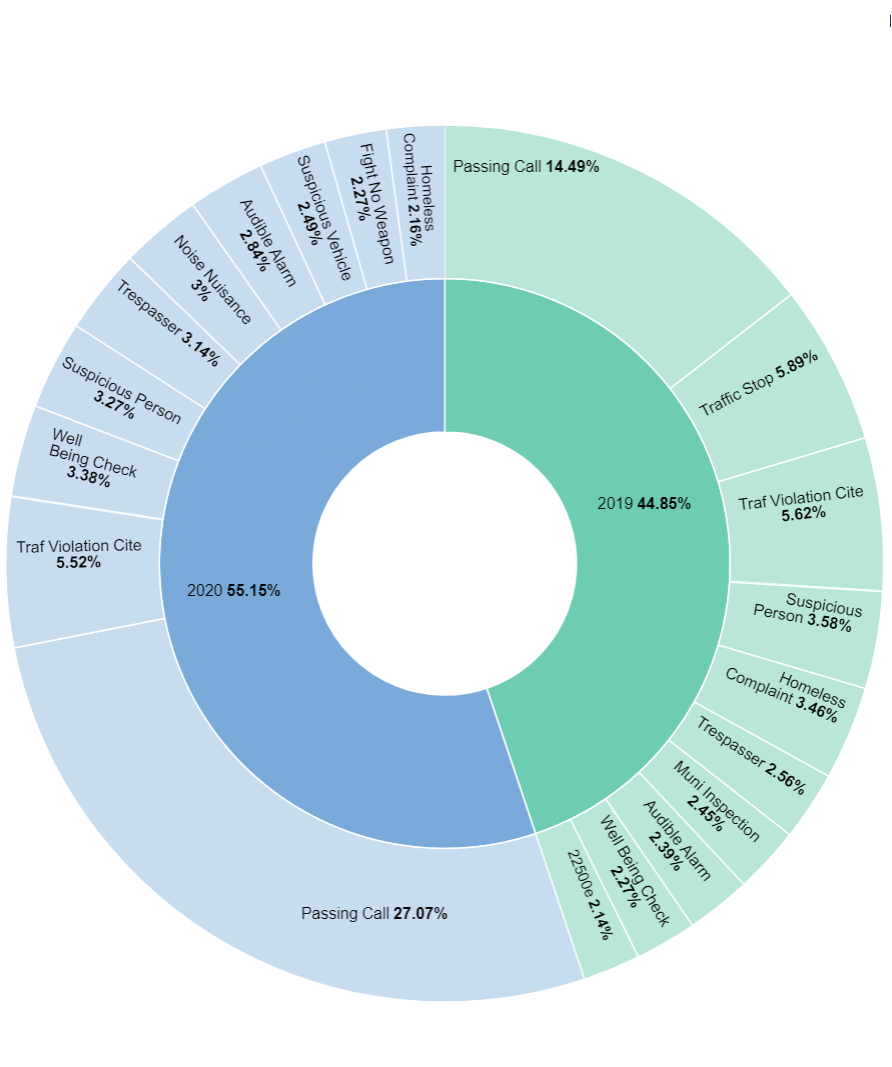 Passing Call 14.49%
Traffic Stop 5.89%
Traf Violation Cite
5.62%
Suspicious
Person 3.58%
Homeless
Complaint 3.46%
Trespasser 2.56%
Muni Inspection
2.45%
Audible Alarm
2.39%
Well Being Check
2.27%
22500e 2.14%
Passing Call 27.07%
Traf Violation Cite
5.52%
Well
Being Check
3.38%
Suspicious Person
3.27%
Trespasser 3.14%
Noise Nuisance
3%
Audible Alarm
2.84%
Suspicious Vehicle
2.49%
Fight No Weapon
2.27%
Homeless
Complaint 2.16%
2019 44.85%
2020 55.15%